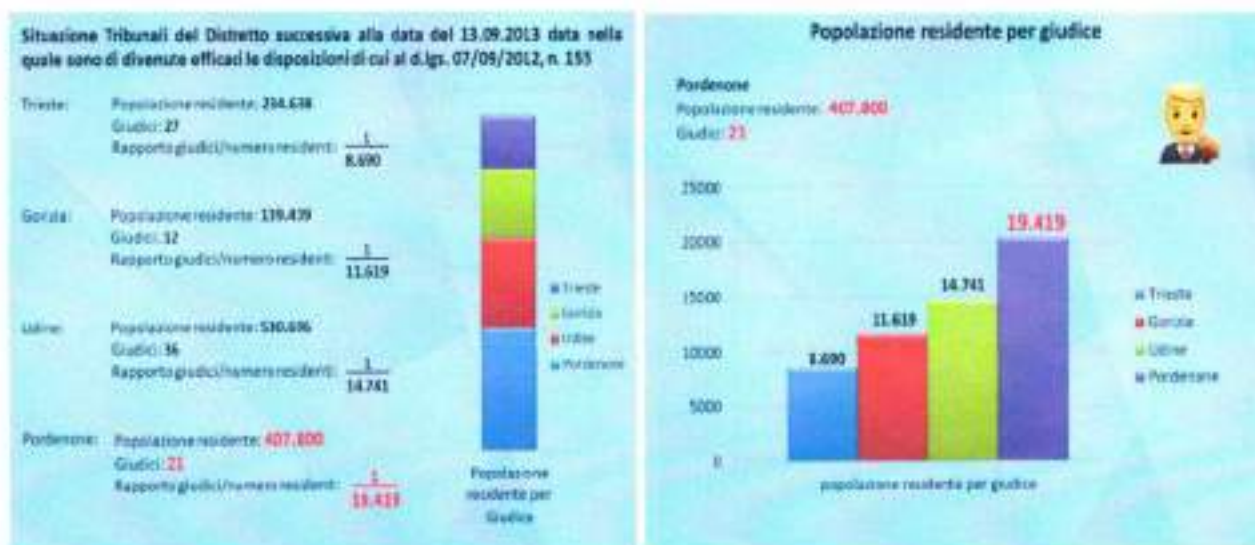 Situazione Tribunali del Distretto successiva alla data del 13.09.2013 data nella
quale sono di divenute efficaci le disposizioni di cui al d.lgs. 07/09/2012, n. 155
Trieste:
Popolazione residente: 234.638
Giudici: 27
Rapporto giudici/numero residenti: 1
8.690
Gorizia:
Popolazione residente: 139.439
Giudici: 12
Rapporto giudici/numero residenti: 1
11.619
Udine:
Popolazione residente: 530.696
Giudici: 36
Rapporto giudici/numero residenti: 1
14.741
Pordenone:
Popolazione residente: 407.800
Giudici: 21
Rapporto giudici/numero residenti: 1
19.419
Trieste
Gorizia
Udine
Pordenone
Popolazione
residente per
Giudice
Popolazione residente per giudice
Pordenone
Popolazione residente: 407.800
Giudici: 21
25000
20000
15000
10000
5000
0
8.690
11.619
14.741
19.419
Trieste
Gorizia
Udine
Pordenone
popolazione residente per giudice